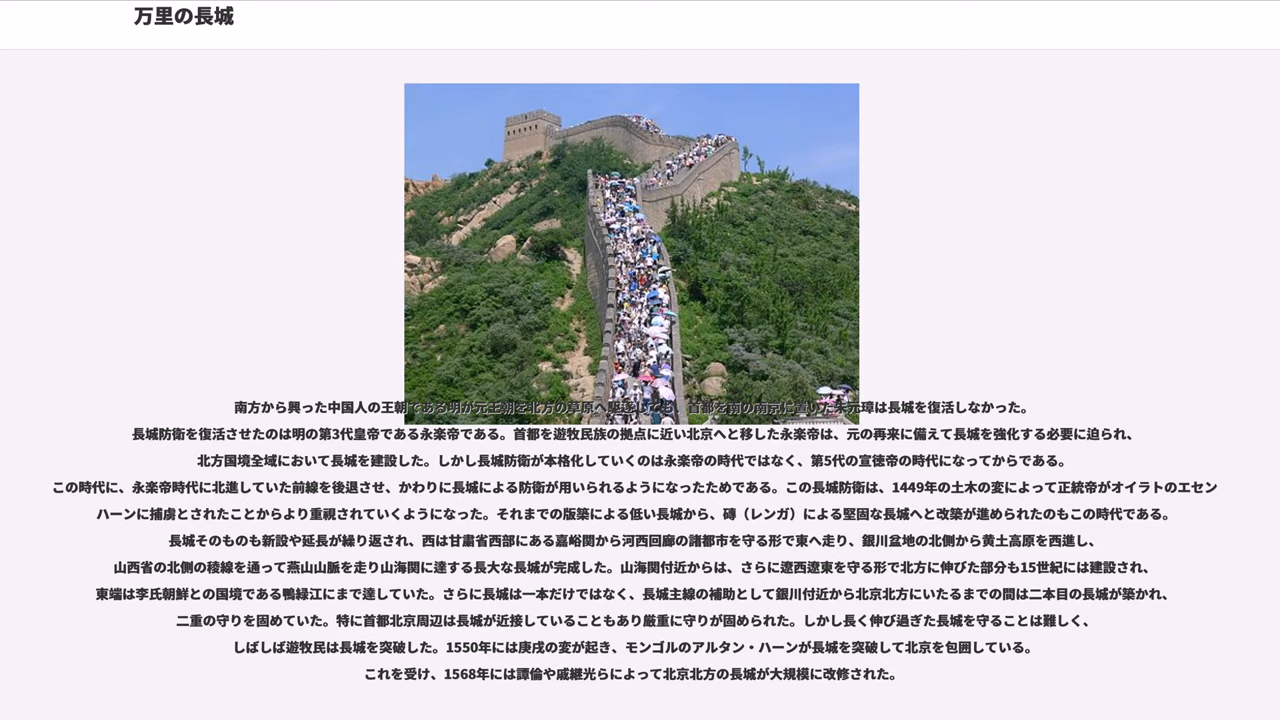 万里の長城
南方から興った中国人の王朝である明が元王朝を北方の草原へ駆逐しても、首都を南の南京に置いた朱元璋は長城を復活しなかった。
長城防衛を復活させたのは明の第3代皇帝である永楽帝である。首都を遊牧民族の拠点に近い北京へと移した永楽帝は、元の再来に備えて長城を強化する必要に迫られ、
北方国境全域において長城を建設した。しかし長城防衛が本格化していくのは永楽帝の時代ではなく、第5代の宣徳帝の時代になってからである。
この時代に、永楽帝時代に北進していた前線を後退させ、かわりに長城による防衛が用いられるようになったためである。この長城防衛は、1449年の土木の変によって正統帝がオイラトのエセン
ハーンに捕虜とされたことからより重視されていくようになった。それまでの版築による低い長城から、磚（レンガ）による堅固な長城へと改築が進められたのもこの時代である。
長城そのものも新設や延長が繰り返され、西は甘粛省西部にある嘉峪関から河西回廊の諸都市を守る形で東へ走り、銀川盆地の北側から黄土高原を西進し、
山西省の北側の稜線を通って燕山山脈を走り山海関に達する長大な長城が完成した。山海関付近からは、さらに遼西遼東を守る形で北方に伸びた部分も15世紀には建設され、
東端は李氏朝鮮との国境である鴨緑江にまで達していた。さらに長城は一本だけではなく、長城主線の補助として銀川付近から北京北方にいたるまでの間は二本目の長城が築かれ、
二重の守りを固めていた。特に首都北京周辺は長城が近接していることもあり厳重に守りが固められた。しかし長く伸び過ぎた長城を守ることは難しく、
しばしば遊牧民は長城を突破した。1550年には庚戌の変が起き、モンゴルのアルタン・ハーンが長城を突破して北京を包囲している。
これを受け、1568年には譚倫や戚継光らによって北京北方の長城が大規模に改修された。